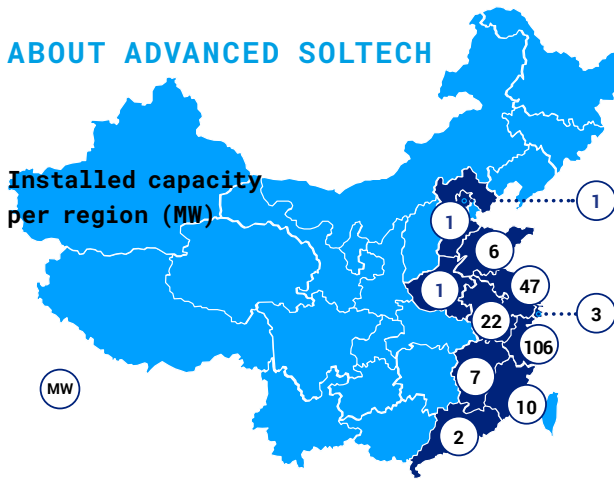 ABOUT ADVANCED SOLTECH
Installed capacity
per region (MW)
1
1
6
1
47
22
3
106
7
MW
10
2